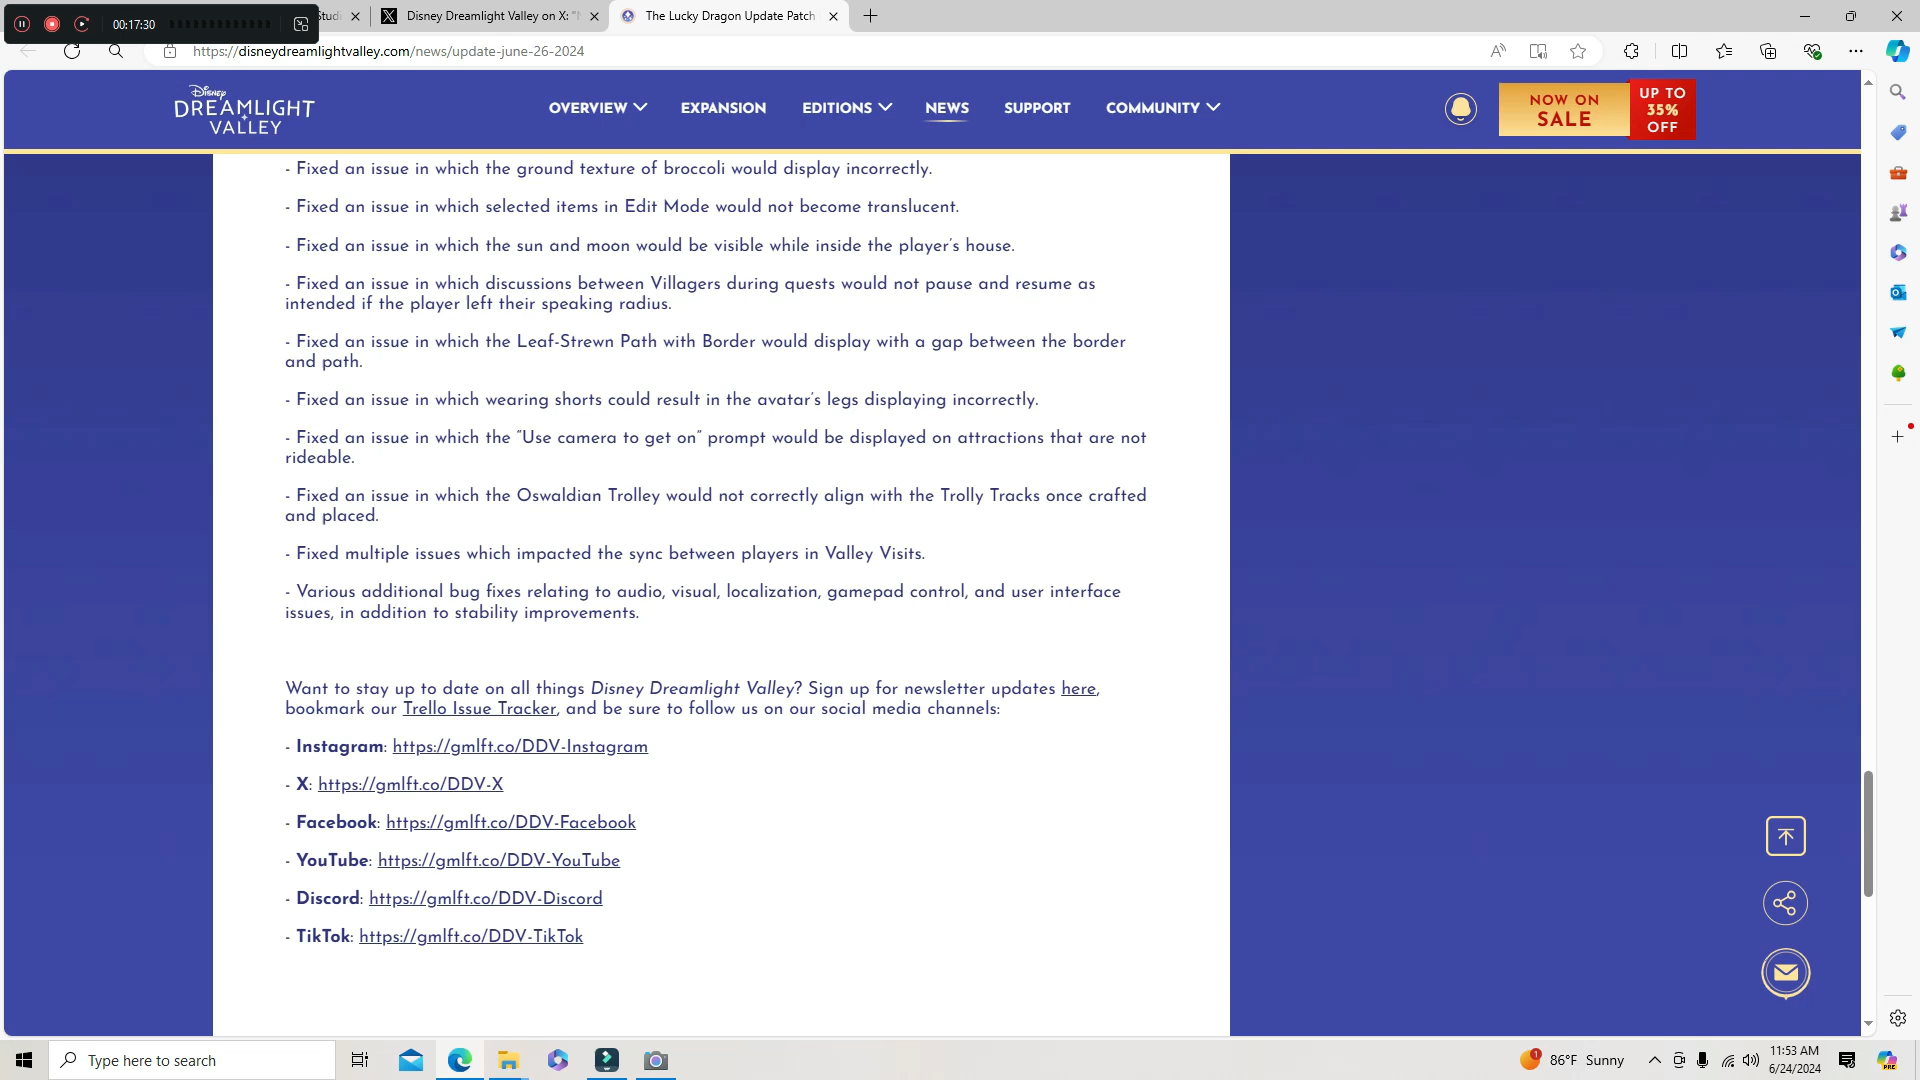 00:17:30
Studi
Disney Dreamlight Valley on X: "
The Lucky Dragon Update Patch
https://disneydreamlightvalley.com/news/update-june-26-2024
Disney
DREAMLIGHT
VALLEY
OVERVIEW
EXPANSION
EDITIONS
NEWS
SUPPORT
COMMUNITY
NOW ON
SALE
UP TO
35%
OFF
- Fixed an issue in which the ground texture of broccoli would display incorrectly.
- Fixed an issue in which selected items in Edit Mode would not become translucent.
- Fixed an issue in which the sun and moon would be visible while inside the player's house.
- Fixed an issue in which discussions between Villagers during quests would not pause and resume as
intended if the player left their speaking radius.
- Fixed an issue in which the Leaf-Strewn Path with Border would display with a gap between the border
and path.
- Fixed an issue in which wearing shorts could result in the avatar's legs displaying incorrectly.
- Fixed an issue in which the "Use camera to get on" prompt would be displayed on attractions that are not
rideable.
- Fixed an issue in which the Oswaldian Trolley would not correctly align with the Trolly Tracks once crafted
and placed.
- Fixed multiple issues which impacted the sync between players in Valley Visits.
- Various additional bug fixes relating to audio, visual, localization, gamepad control, and user interface
issues, in addition to stability improvements.
Want to stay up to date on all things Disney Dreamlight Valley? Sign up for newsletter updates here,
bookmark our Trello Issue Tracker, and be sure to follow us on our social media channels:
- Instagram: https://gmlft.co/DDV-Instagram
- X: https://gmlft.co/DDV-X
- Facebook: https://gmlft.co/DDV-Facebook
- YouTube: https://gmlft.co/DDV-YouTube
- Discord: https://gmlft.co/DDV-Discord
- TikTok: https://gmlft.co/DDV-TikTok
Type here to search
1
86°F Sunny
11:53 AM
6/24/2024
PRE